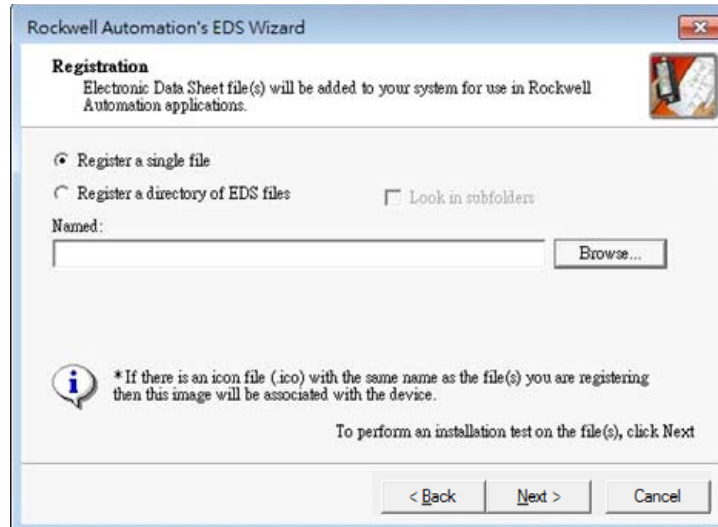 Rockwell Automation's EDS Wizard
Registration
Electronic Data Sheet file(s) will be added to your system for use in Rockwell
Automation applications.
Register a single file
Register a directory of EDS files
Look in subfolders
Named:
Browse...
*If there is an icon file (.ico) with the same name as the file(s) you are registering
then this image will be associated with the device.
To perform an installation test on the file(s), click Next
< Back
Next >
Cancel